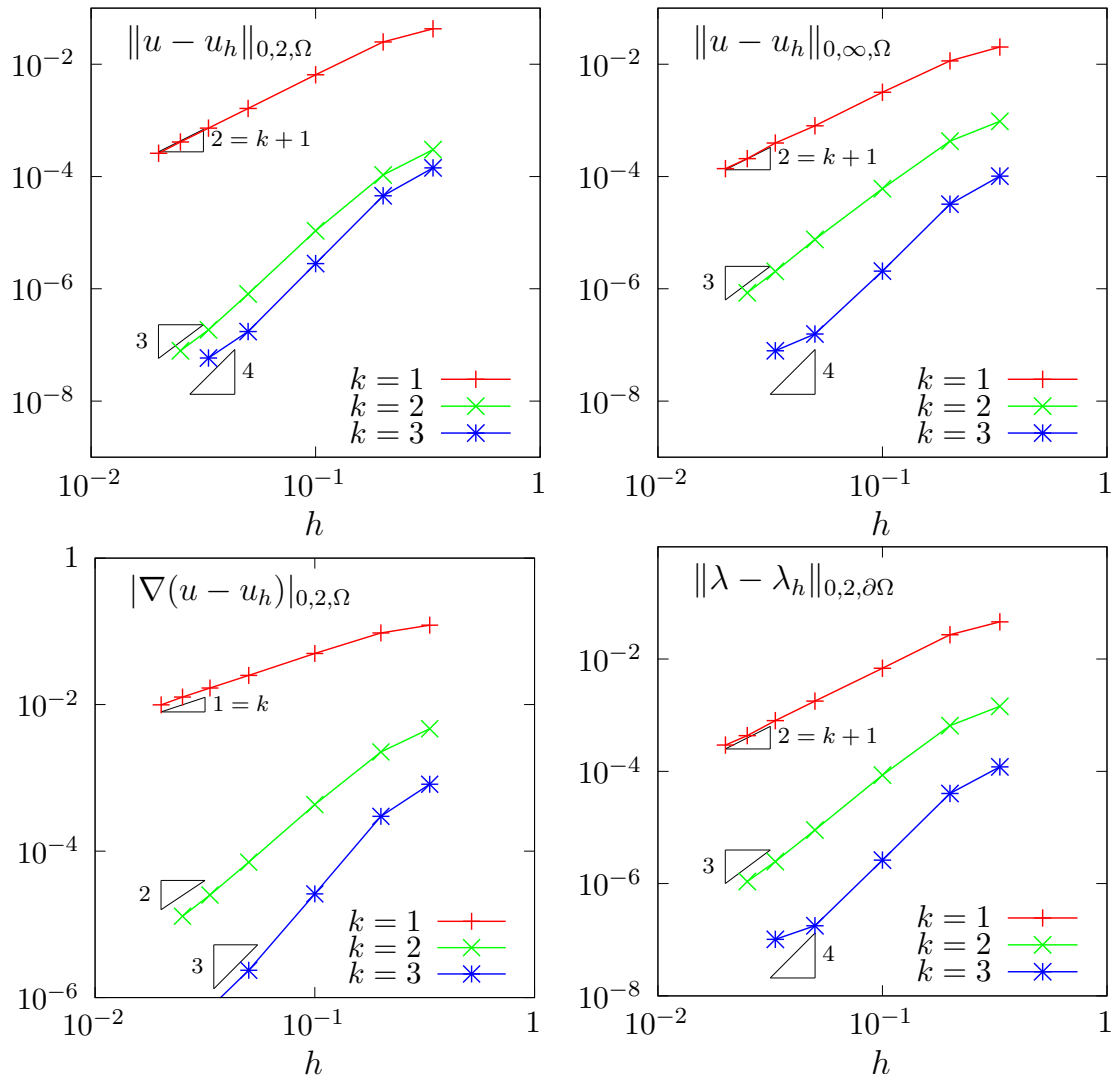 ‖u − u_h‖_{0,2,Ω}
10^{-2}
10^{-4}
10^{-6}
10^{-8}
2 = k + 1
3
4
k = 1
k = 2
k = 3
10^{-2}
10^{-1}
1
h
‖u − u_h‖_{0,∞,Ω}
10^{-2}
10^{-4}
10^{-6}
10^{-8}
2 = k + 1
3
4
k = 1
k = 2
k = 3
10^{-2}
10^{-1}
1
h
|∇(u − u_h)|_{0,2,Ω}
1
10^{-2}
10^{-4}
10^{-6}
1 = k
2
3
k = 1
k = 2
k = 3
10^{-2}
10^{-1}
1
h
‖λ − λ_h‖_{0,2,∂Ω}
10^{-2}
10^{-4}
10^{-6}
10^{-8}
2 = k + 1
3
4
k = 1
k = 2
k = 3
10^{-2}
10^{-1}
1
h